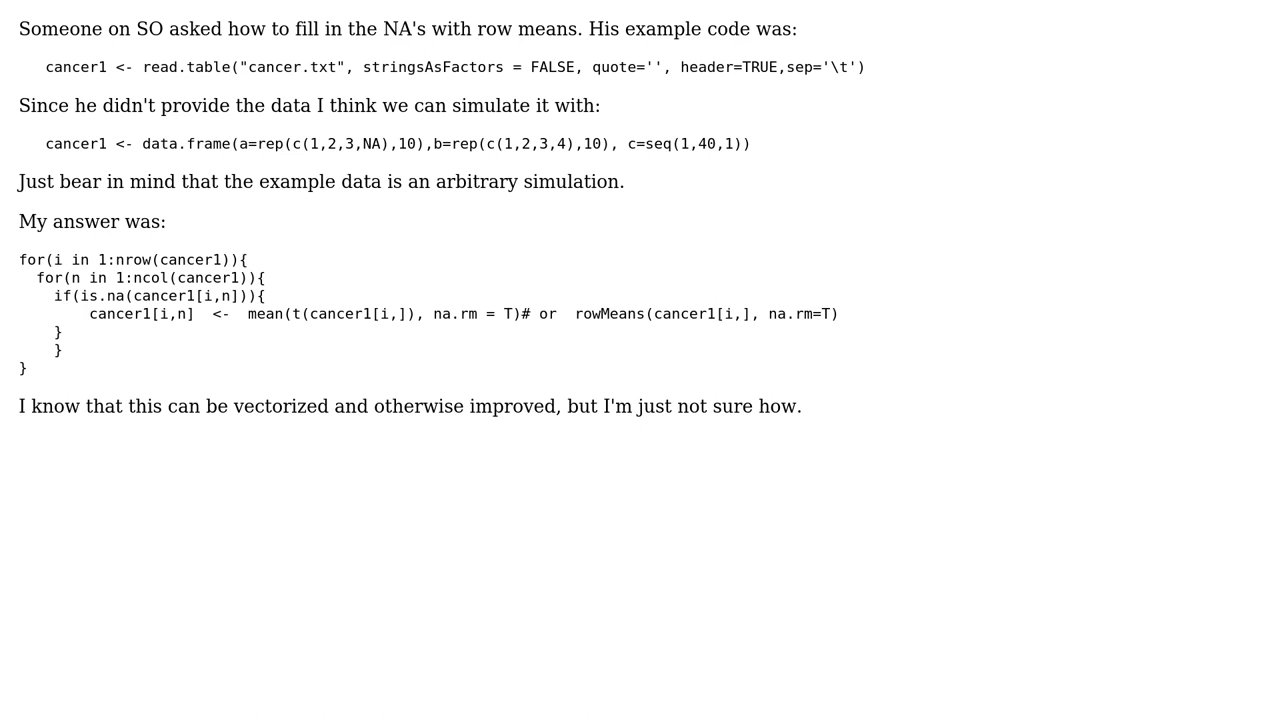 Someone on SO asked how to fill in the NA's with row means. His example code was:
   cancer1 <- read.table("cancer.txt", stringsAsFactors = FALSE, quote='', header=TRUE,sep='\t')
Since he didn't provide the data I think we can simulate it with:
   cancer1 <- data.frame(a=rep(c(1,2,3,NA),10),b=rep(c(1,2,3,4),10), c=seq(1,40,1))
Just bear in mind that the example data is an arbitrary simulation.
My answer was:
for(i in 1:nrow(cancer1)){
  for(n in 1:ncol(cancer1)){
    if(is.na(cancer1[i,n])){
        cancer1[i,n]  <-  mean(t(cancer1[i,]), na.rm = T)# or  rowMeans(cancer1[i,], na.rm=T)
    }
    }
}
I know that this can be vectorized and otherwise improved, but I'm just not sure how.